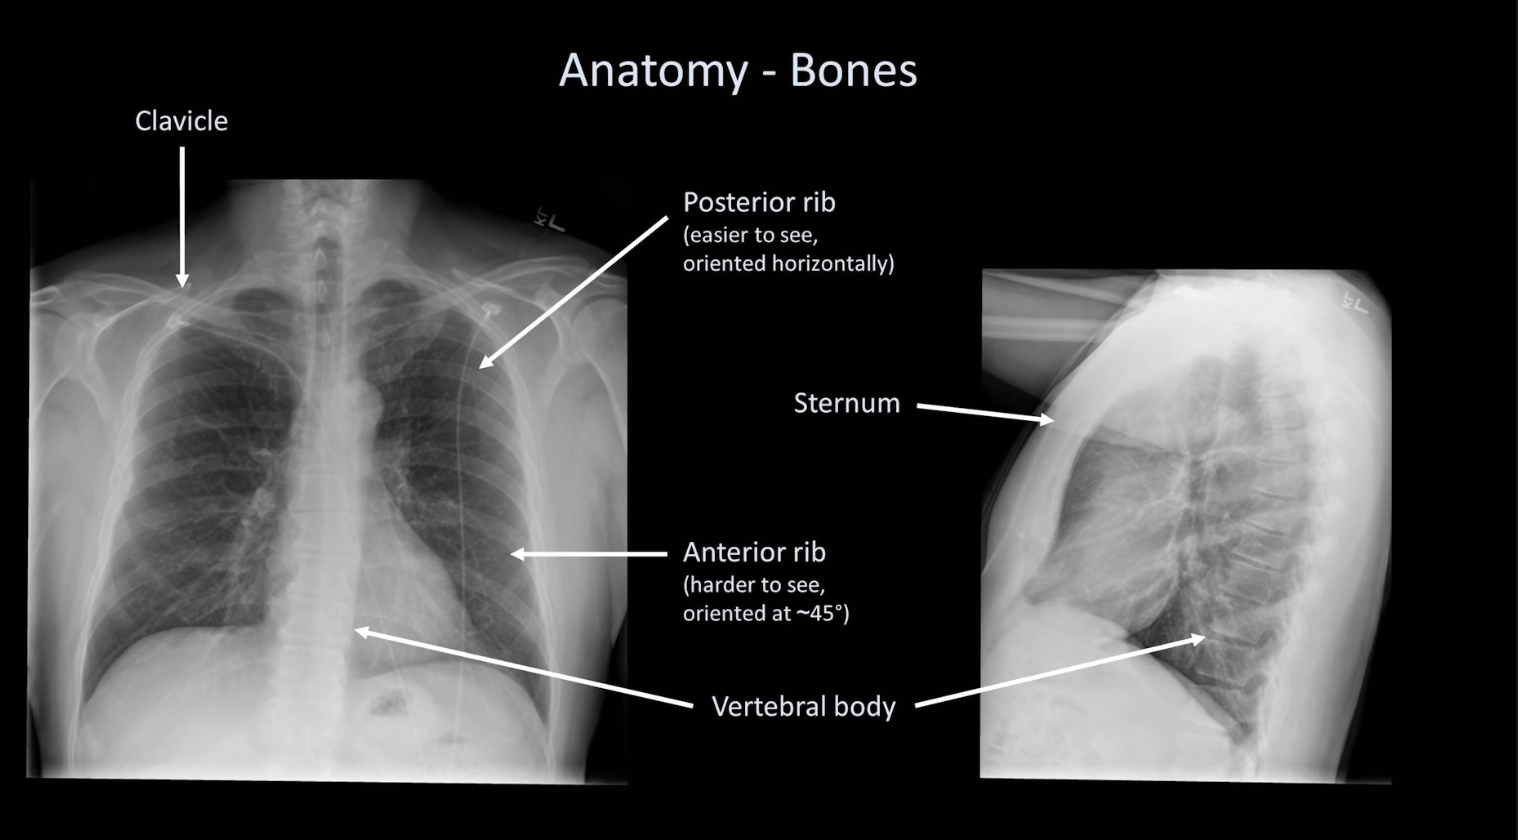 Anatomy - Bones
Clavicle
Posterior rib
(easier to see,
oriented horizontally)
Sternum
Anterior rib
(harder to see,
oriented at ~45°)
Vertebral body
L
L